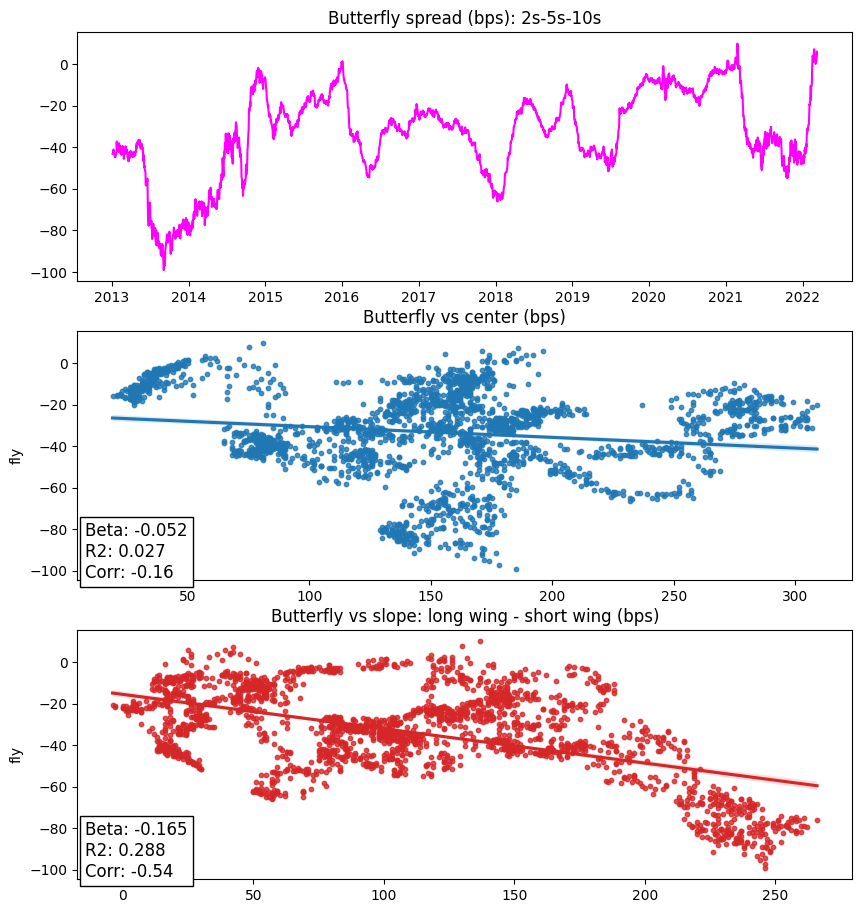 Butterfly spread (bps): 2s-5s-10s
0
−20
−40
−60
−80
−100
2013 2014 2015 2016 2017 2018 2019 2020 2021 2022
Butterfly vs center (bps)
0
−20
−40
−60
−80
−100
fly
Beta: -0.052
R2: 0.027
Corr: -0.16
50 100 150 200 250 300
Butterfly vs slope: long wing - short wing (bps)
0
−20
−40
−60
−80
−100
fly
Beta: -0.165
R2: 0.288
Corr: -0.54
0 50 100 150 200 250